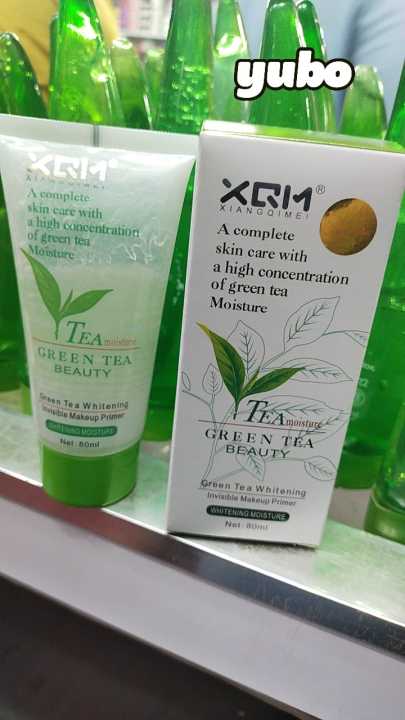 yubo
XQM®
XIANGQIMEI
A complete
skin care with
a high concentration
of green tea
Moisture
TEA moisture
GREEN TEA
BEAUTY
Green Tea Whitening
Invisible Makeup Primer
WHITENING MOISTURE
Net: 80ml
XQM®
XIANGQIMEI
A complete
skin care with
a high concentration
of green tea
Moisture
TEA moisture
GREEN TEA
BEAUTY
Green Tea Whitening
Invisible Makeup Primer
WHITENING MOISTURE
Net: 80ml